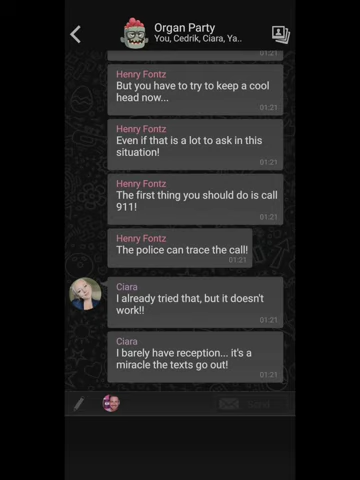 Organ Party
You, Cedrik, Ciara, Ya..
01:21
Henry Fontz
But you have to try to keep a cool
head now...
01:21
Henry Fontz
Even if that is a lot to ask in this
situation!
01:21
Henry Fontz
The first thing you should do is call
911!
01:21
Henry Fontz
The police can trace the call!
01:21
Ciara
I already tried that, but it doesn't
work!!
01:21
Ciara
I barely have reception... it's a
miracle the texts go out!
01:21
Send